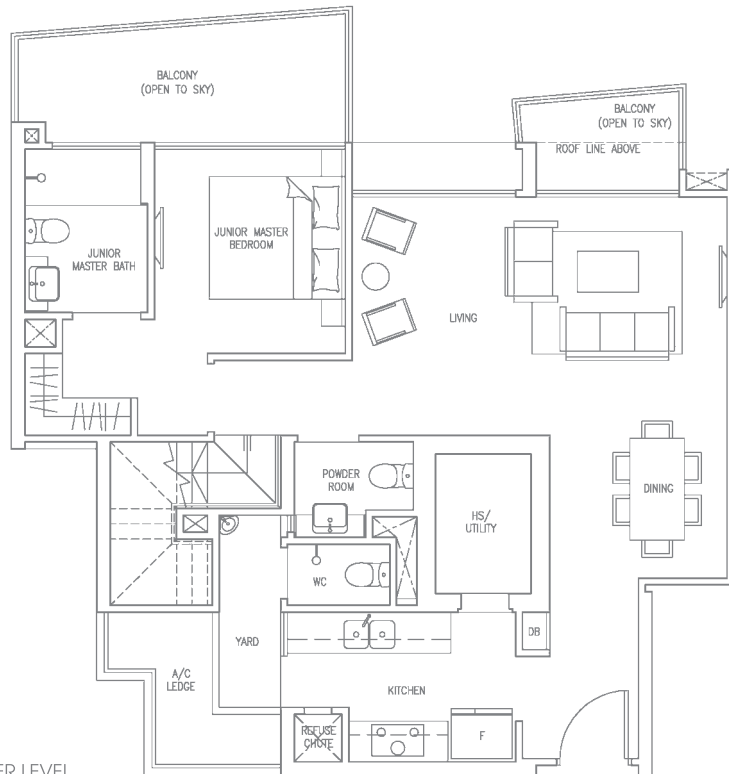 BALCONY
(OPEN TO SKY)
BALCONY
(OPEN TO SKY)
ROOF LINE ABOVE
JUNIOR MASTER
BEDROOM
JUNIOR
MASTER BATH
LIVING
POWDER
ROOM
HS/
UTILITY
DINING
WC
DB
YARD
A/C
LEDGE
KITCHEN
REFUSE
CHUTE
F
LEVEL